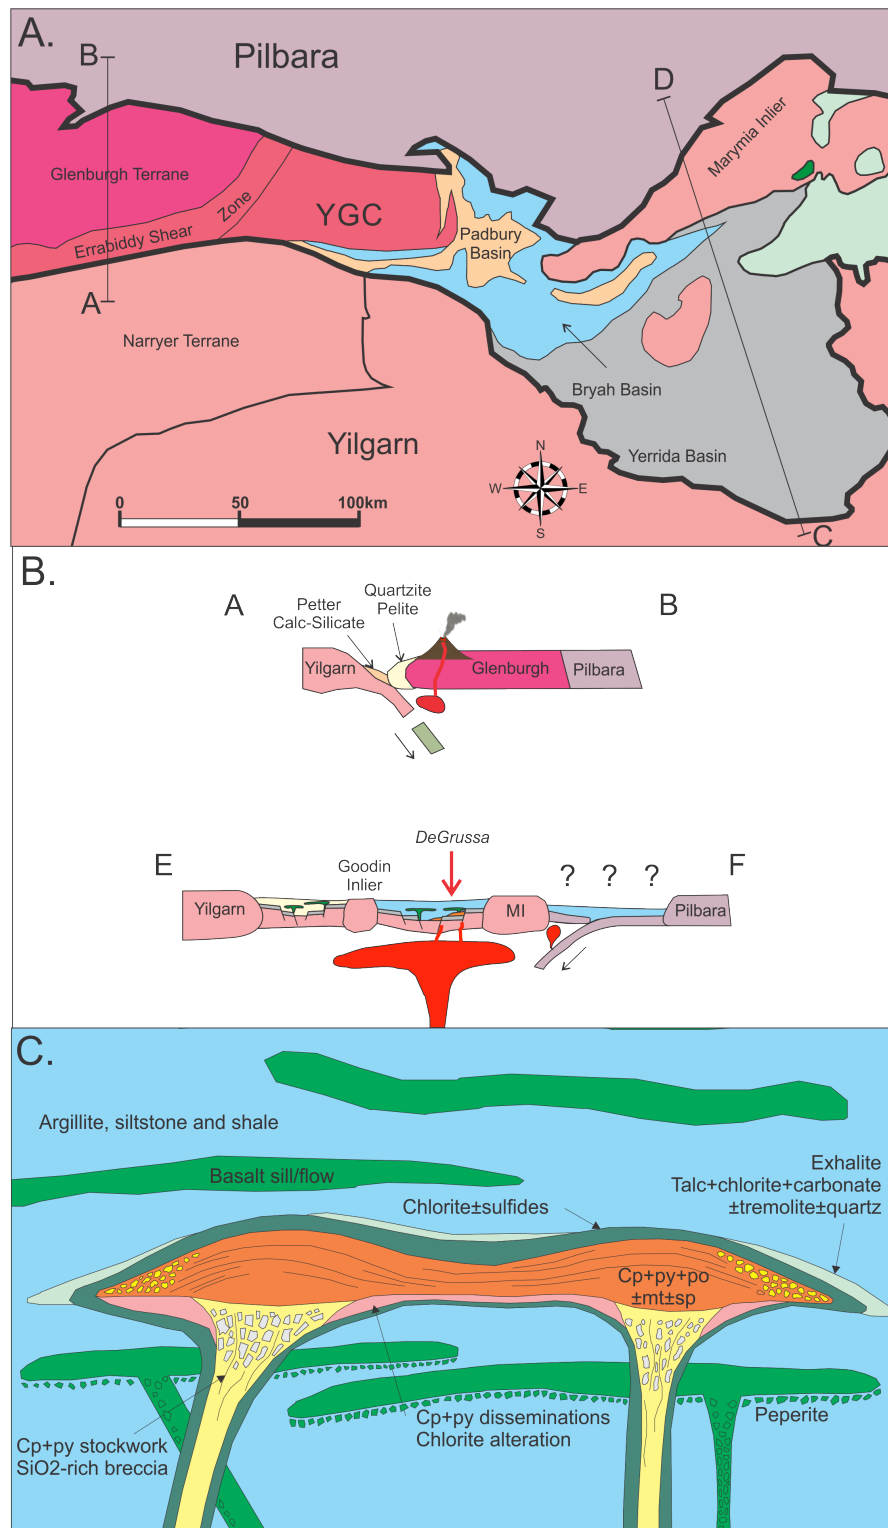 A.
B
Pilbara
D
Marymia Inlier
Glenburgh Terrane
Zone
YGC
Errabiddy Shear
Padbury
Basin
A
Narryer Terrane
Bryah Basin
Yilgarn
Yerrida Basin
N
W
E
S
0
50
100km
C
B.
A
Petter
Calc-Silicate
Quartzite
Pelite
B
Yilgarn
Glenburgh
Pilbara
DeGrussa
E
Goodin
Inlier
? ? ?
F
Yilgarn
MI
Pilbara
C.
Argillite, siltstone and shale
Basalt sill/flow
Exhalite
Talc+chlorite+carbonate
±tremolite±quartz
Chlorite±sulfides
Cp+py+po
±mt±sp
Cp+py stockwork
SiO2-rich breccia
Cp+py disseminations
Chlorite alteration
Peperite